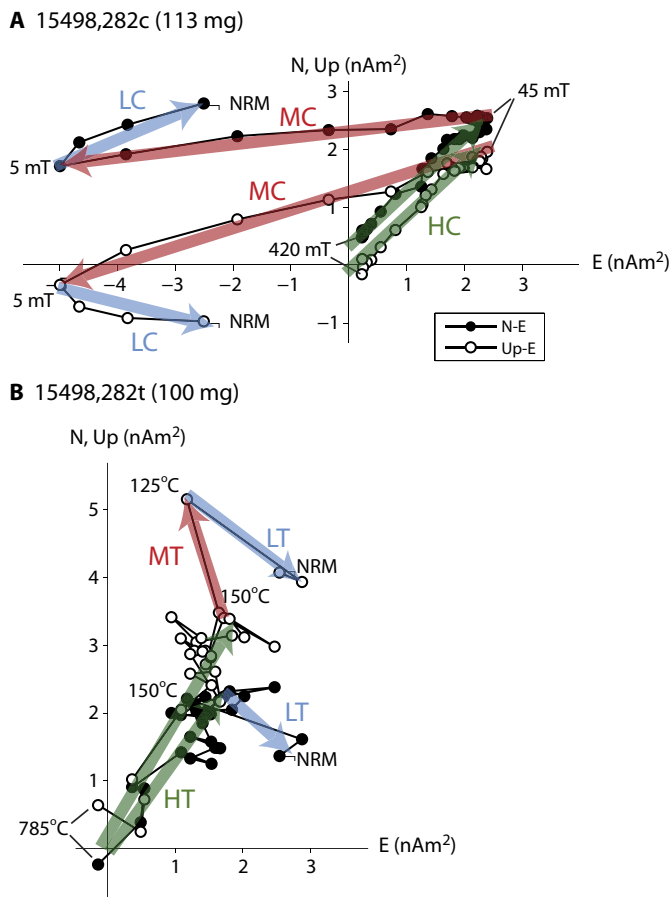 A 15498,282c (113 mg)
N, Up (nAm²)
3
LC
NRM
MC
45 mT
2
5 mT
MC
1
HC
420 mT
E (nAm²)
−5 −4 −3 −2 −1 1 2 3
5 mT
NRM
LC
−1
N-E
Up-E
B 15498,282t (100 mg)
N, Up (nAm²)
125°C
5
LT
MT
NRM
4
150°C
3
150°C
LT
2
NRM
1
HT
785°C
E (nAm²)
1 2 3